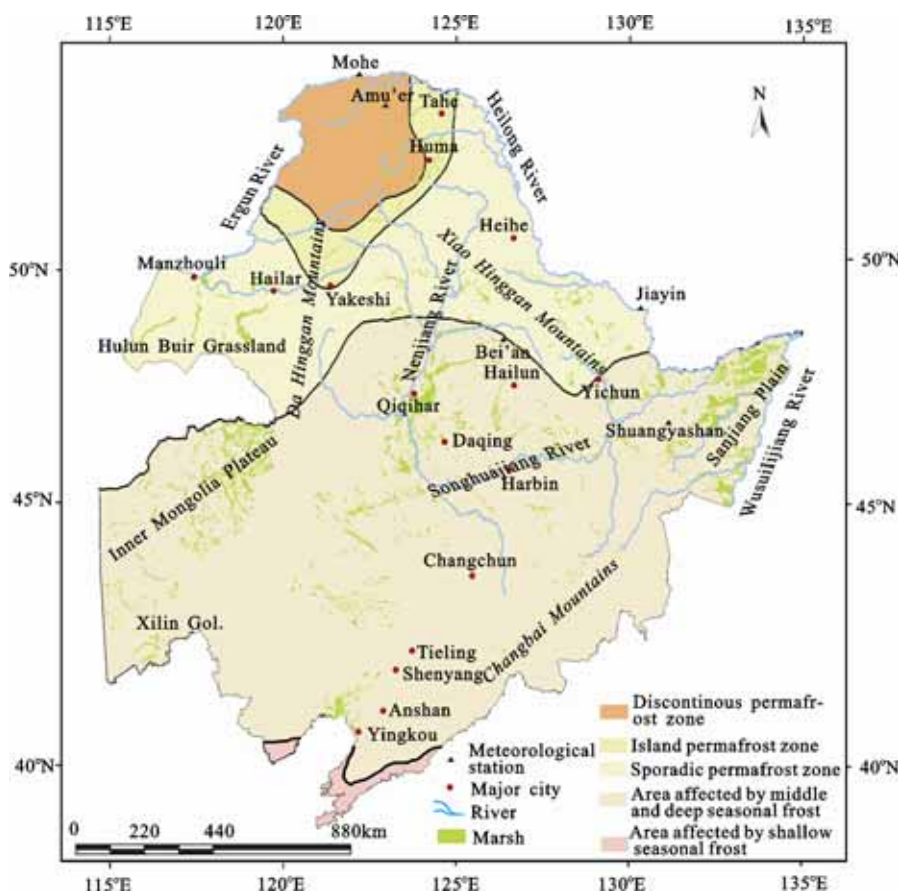 115°E 120°E 125°E 130°E 135°E
Mohe
Amu'er
Tahe
Heilong River
N
Huma
Ergun River
Heihe
50°N
50°N
Manzhouli
Xiao Hinggan Mountains
Hailar
Yakeshi
Jiayin
Da Hinggan Mountains
Nenjiang River
Hulun Buir Grassland
Bei'an
Hailun
Yichun
Qiqihar
Shuangyashan
Sanjiang Plain
Wusuilijiang River
Daqing
Songhuajiang River
Harbin
Inner Mongolia Plateau
45°N
45°N
Changchun
Changbai Mountains
Xilin Gol.
Tieling
Shenyang
Anshan
Yingkou
40°N
40°N
Meteorological
station
Major city
River
Marsh
Discontinous permafr-
ost zone
Island permafrost zone
Sporadic permafrost zone
Area affected by middle
and deep seasonal frost
Area affected by shallow
seasonal frost
0 220 440 880km
115°E 120°E 125°E 130°E 135°E